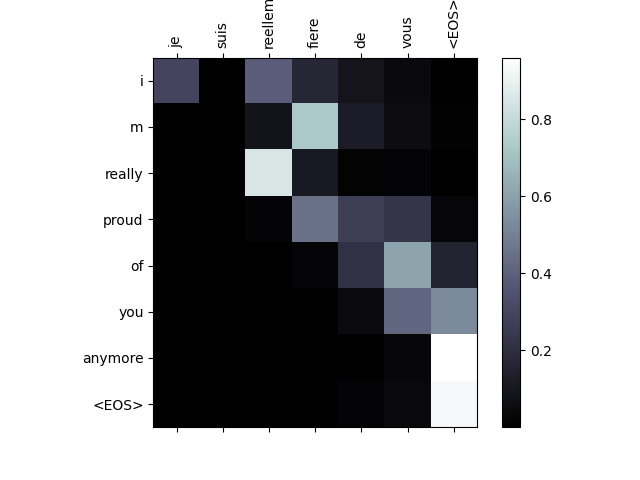 je suis reellem fiere de vous <EOS>
i
m
really
proud
of
you
anymore
<EOS>
0.8
0.6
0.4
0.2